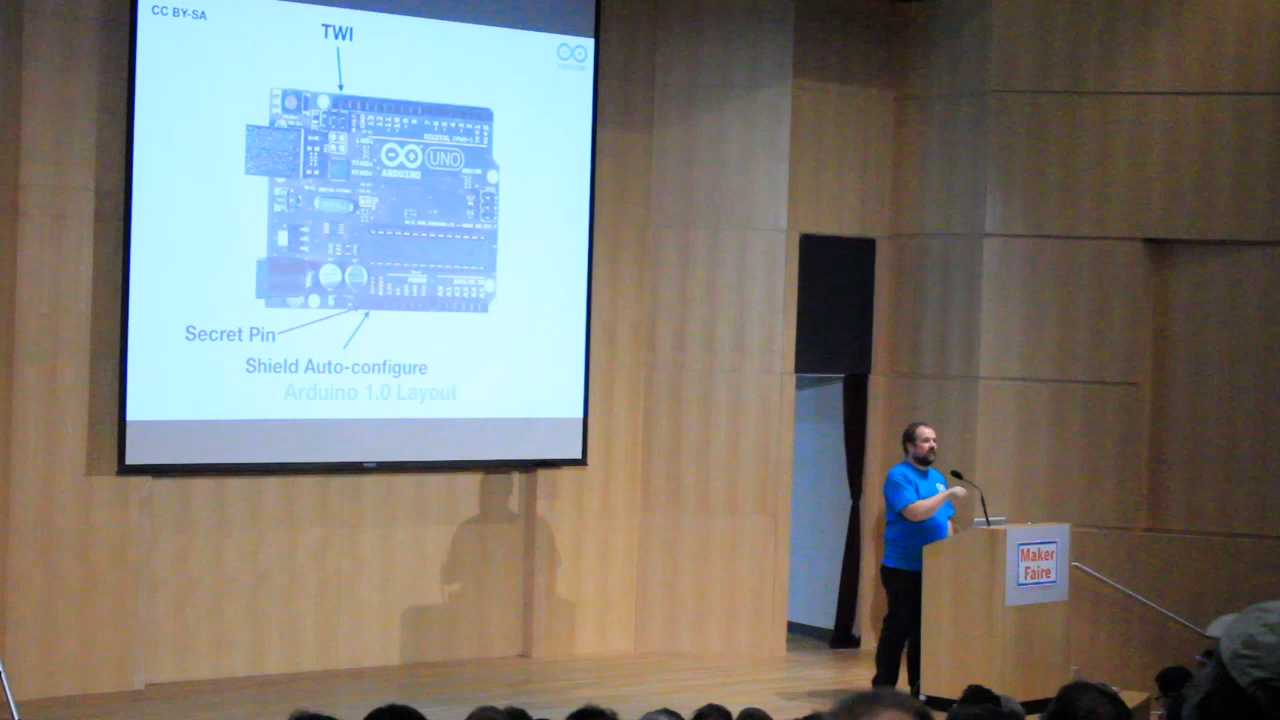 CC BY-SA
TWI
ARDUINO
UNO
Secret Pin
Shield Auto-configure
Arduino 1.0 Layout
Maker
Faire